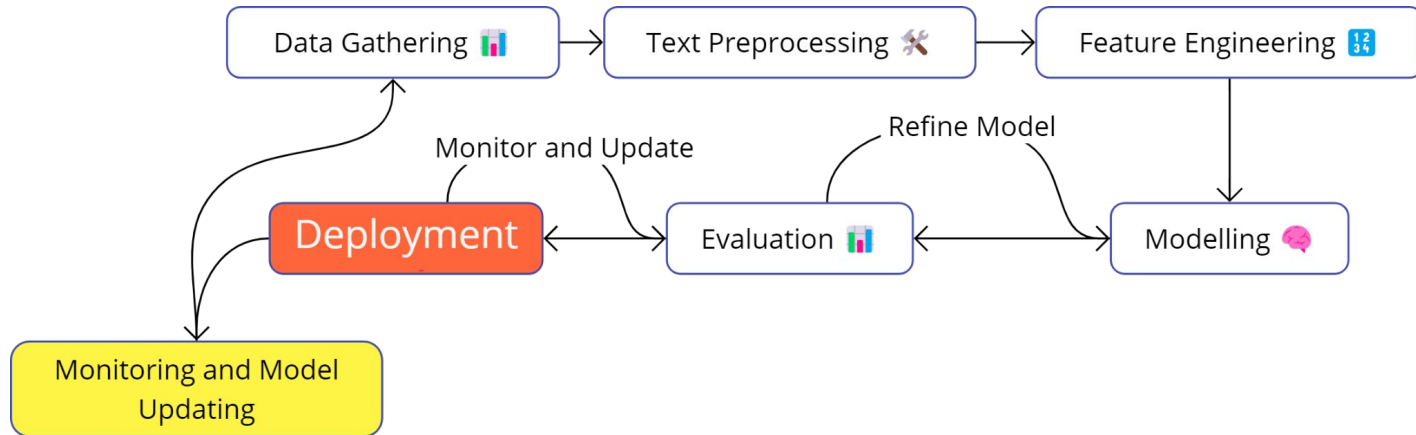 Data Gathering
Text Preprocessing
Feature Engineering
Refine Model
Monitor and Update
Deployment
Evaluation
Modelling
Monitoring and Model
Updating